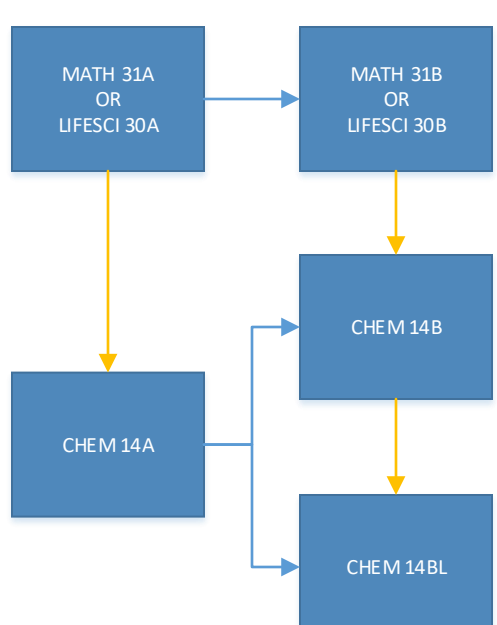 MATH 31A
OR
LIFESCI 30A
MATH 31B
OR
LIFESCI 30B
CHEM 14B
CHEM 14A
CHEM 14BL